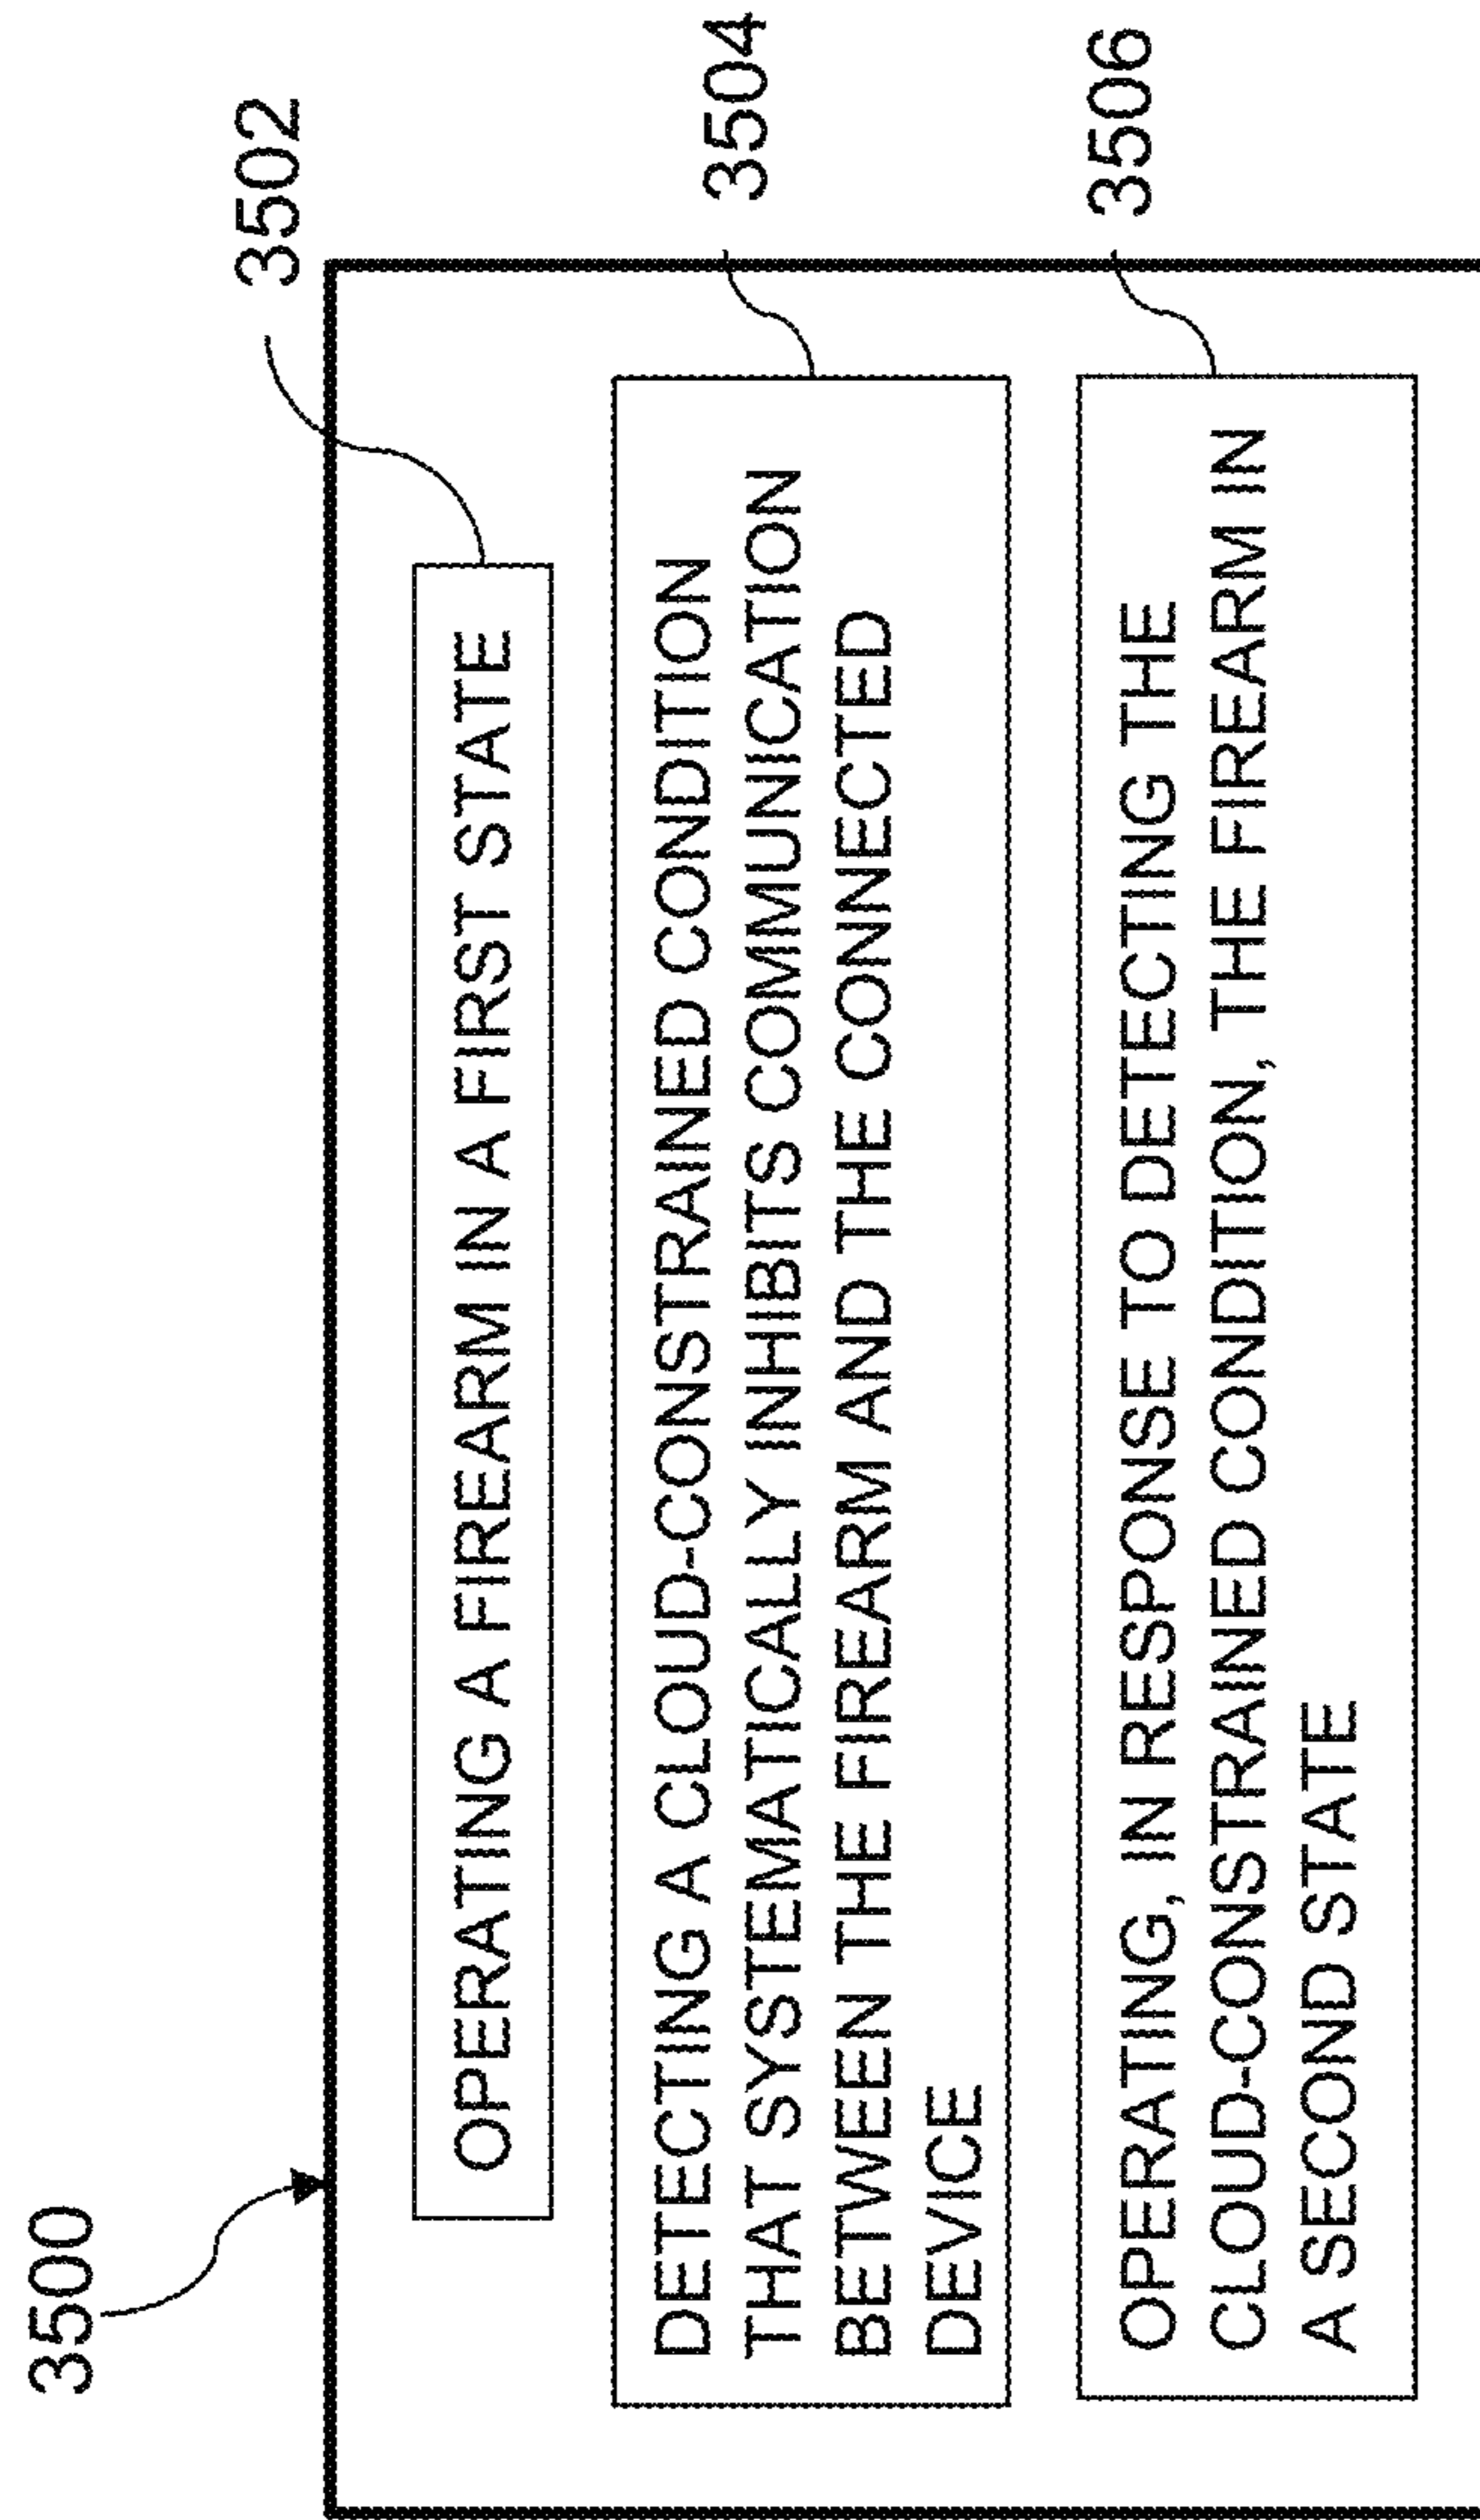 3500
3502
OPERATING A FIREARM IN A FIRST STATE
3504
DETECTING A CLOUD-CONSTRAINED CONDITION
THAT SYSTEMATICALLY INHIBITS COMMUNICATION
BETWEEN THE FIREARM AND THE CONNECTED
DEVICE
3506
OPERATING, IN RESPONSE TO DETECTING THE
CLOUD-CONSTRAINED CONDITION, THE FIREARM IN
A SECOND STATE